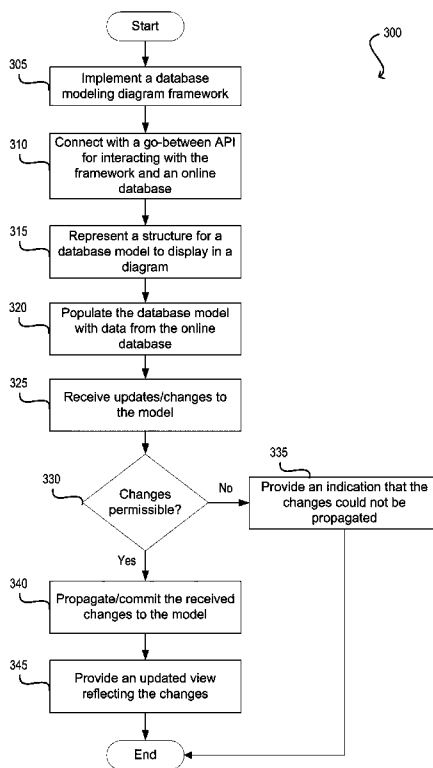 Start
300
305
Implement a database
modeling diagram framework
310
Connect with a go-between API
for interacting with the
framework and an online
database
315
Represent a structure for a
database model to display in a
diagram
320
Populate the database model
with data from the online
database
325
Receive updates/changes to
the model
330
Changes
permissible?
No
335
Provide an indication that the
changes could not be
propagated
Yes
340
Propagate/commit the received
changes to the model
345
Provide an updated view
reflecting the changes
End